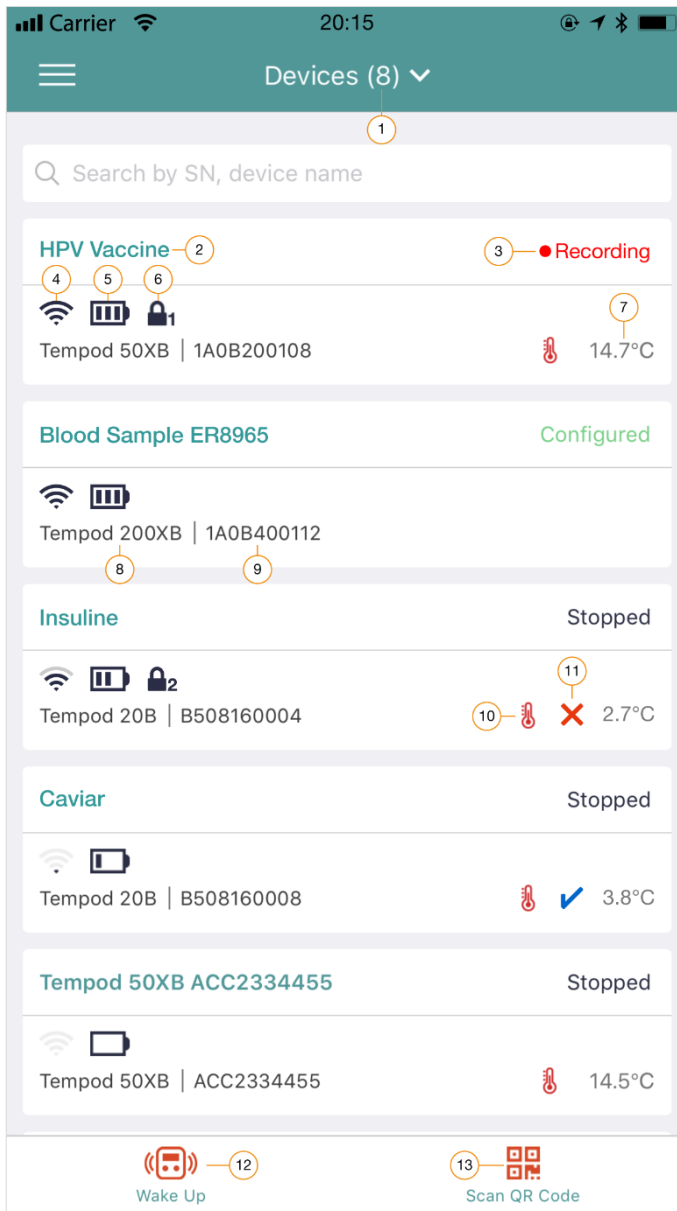 Carrier 20:15
Devices (8)
1
Search by SN, device name
HPV Vaccine 2 3 Recording
4 5 6
1 7
Tempod 50XB | 1A0B200108 14.7°C
Blood Sample ER8965 Configured
Tempod 200XB | 1A0B400112
8 9
Insuline Stopped
2 11
Tempod 20B | B508160004 10 2.7°C
Caviar Stopped
Tempod 20B | B508160008 3.8°C
Tempod 50XB ACC2334455 Stopped
Tempod 50XB | ACC2334455 14.5°C
12 13
Wake Up Scan QR Code